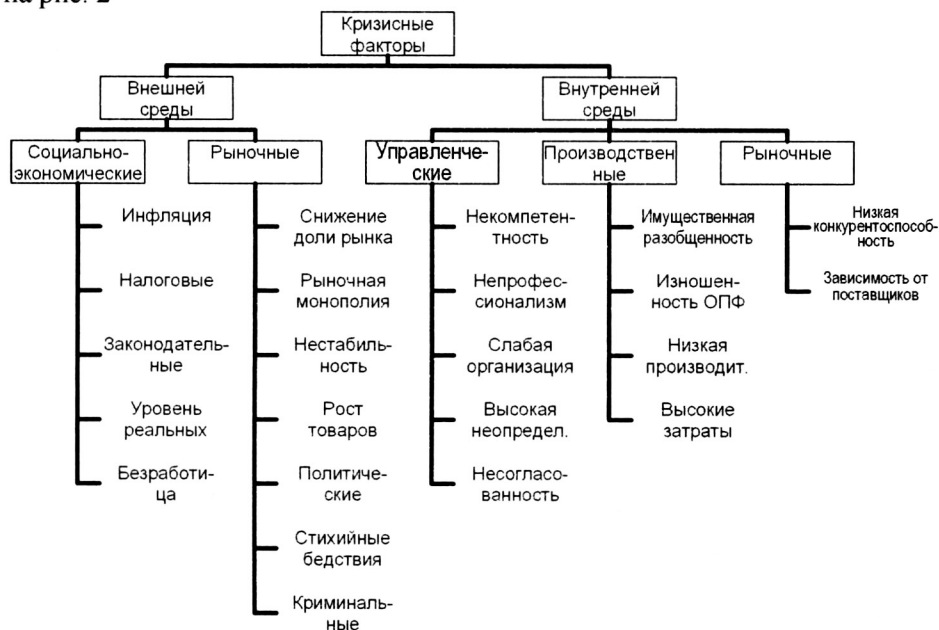 на рис. 2
Кризисные
факторы
Внешней
среды
Внутренней
среды
Социально-
экономические
Рыночные
Управленче-
ские
Производствен
ные
Рыночные
Инфляция
Налоговые
Законодатель-
ные
Уровень
реальных
Безработи-
ца
Снижение
доли рынка
Рыночная
монополия
Нестабиль-
ность
Рост
товаров
Политиче-
ские
Стихийные
бедствия
Криминаль-
ные
Некомпетен-
тность
Непрофес-
сионализм
Слабая
организация
Высокая
неопредел.
Несогласо-
ванность
Имущественная
разобщенность
Изношен-
ность ОПФ
Низкая
производит.
Высокие
затраты
Низкая
конкурентоспособ-
ность
Зависимость от
поставщиков